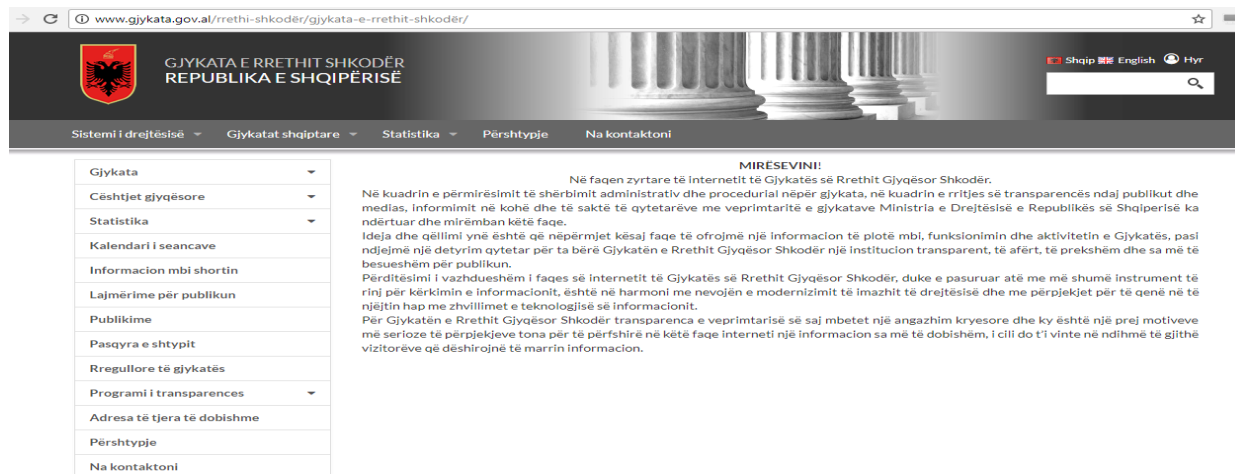 www.gjykata.gov.al/rrethi-shkodër/gjykata-e-rrethit-shkodër/
GJYKATA E RRETHIT SHKODËR
REPUBLIKA E SHQIPËRISË
Shqip English Hyr
Sistemi i drejtësisë Gjykatat shqiptare Statistika Përshtypje Na kontaktoni
Gjykata
Cështjet gjyqësore
Statistika
Kalendari i seancave
Informacion mbi shortin
Lajmërime për publikun
Publikime
Pasqyra e shtypit
Rregullore të gjykatës
Programi i transparences
Adresa të tjera të dobishme
Përshtypje
Na kontaktoni
MIRËSEVINI!
Në faqen zyrtare të internetit të Gjykatës së Rrethit Gjyqësor Shkodër.
Në kuadrin e përmirësimit të shërbimit administrativ dhe procedurial nëpër gjykata, në kuadrin e rritjes së transparencës ndaj publikut dhe
medias, informimit në kohë dhe të saktë të qytetarëve me veprimtaritë e gjykatave Ministria e Drejtësisë e Republikës së Shqiperisë ka
ndërtuar dhe mirëmban këtë faqe.
Ideja dhe qëllimi ynë është që nëpërmjet kësaj faqe të ofrojmë një informacion të plotë mbi, funksionimin dhe aktivitetin e Gjykatës, pasi
ndjejmë një detyrim qytetar për ta bërë Gjykatën e Rrethit Gjyqësor Shkodër një institucion transparent, të afërt, të prekshëm dhe sa më të
besueshëm për publikun.
Përditësimi i vazhdueshëm i faqes së internetit të Gjykatës së Rrethit Gjyqësor Shkodër, duke e pasuruar atë me më shumë instrument të
rinj për kërkimin e informacionit, është në harmoni me nevojën e modernizimit të imazhit të drejtësisë dhe me përpjekjet për të qenë në të
njëjtin hap me zhvillimet e teknologjisë së informacionit.
Për Gjykatën e Rrethit Gjyqësor Shkodër transparenca e veprimtarisë së saj mbetet një angazhim kryesore dhe ky është një prej motiveve
më serioze të përpjekjeve tona për të përfshirë në këtë faqe interneti një informacion sa më të dobishëm, i cili do t'i vinte në ndihmë të gjithë
vizitorëve që dëshirojnë të marrin informacion.